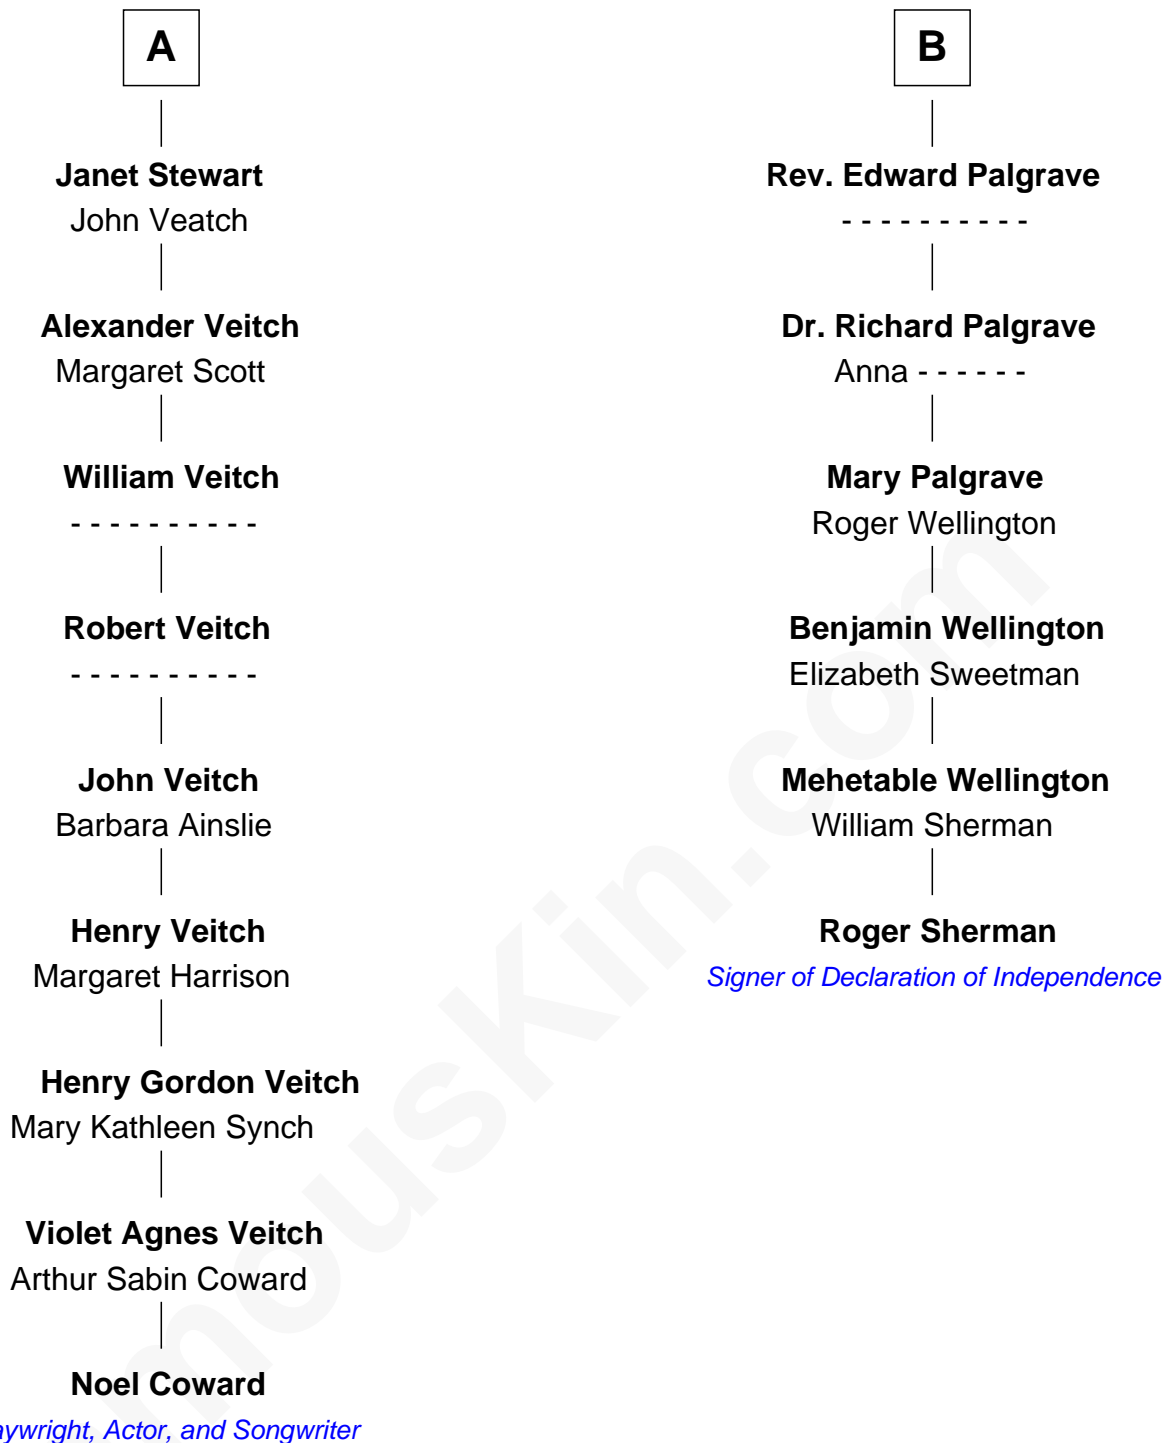 A
Janet Stewart
John Veatch
Alexander Veitch
Margaret Scott
William Veitch
- - - - - - - - - -
Robert Veitch
- - - - - - - - - -
John Veitch
Barbara Ainslie
Henry Veitch
Margaret Harrison
Henry Gordon Veitch
Mary Kathleen Synch
Violet Agnes Veitch
Arthur Sabin Coward
Noel Coward
aywright, Actor, and Songwriter
B
Rev. Edward Palgrave
- - - - - - - - - -
Dr. Richard Palgrave
Anna - - - - - -
Mary Palgrave
Roger Wellington
Benjamin Wellington
Elizabeth Sweetman
Mehetable Wellington
William Sherman
Roger Sherman
Signer of Declaration of Independence
mousKin.com